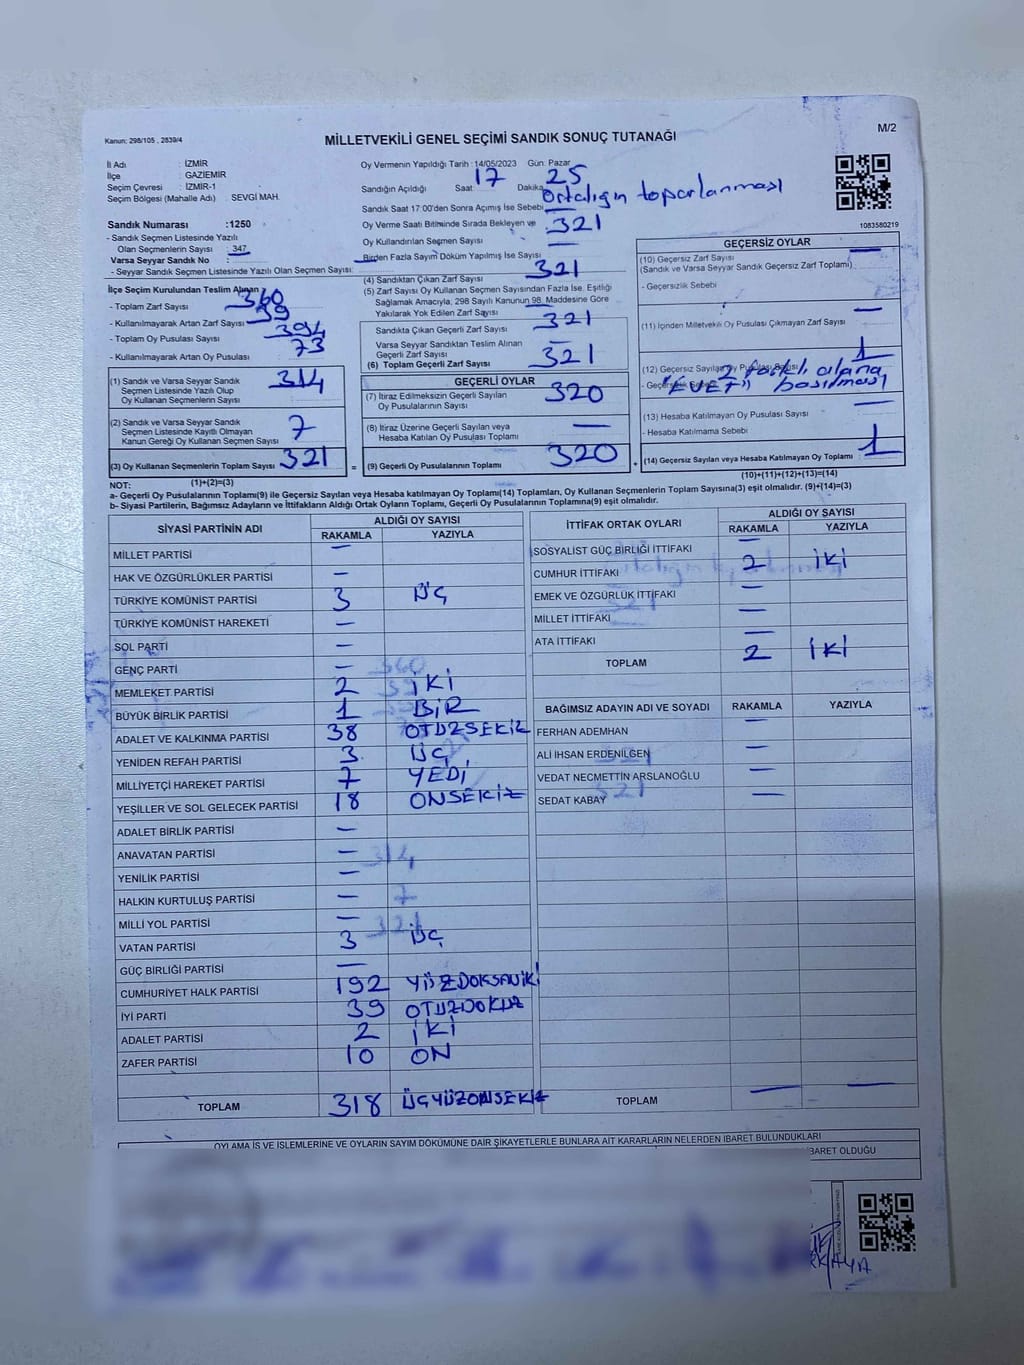 Kanun: 298/105 , 2839/4
MİLLETVEKİLİ GENEL SEÇİMİ SANDIK SONUÇ TUTANAĞI
M/2
İl Adı : İZMİR
İlçe : GAZİEMİR
Seçim Çevresi : İZMİR-1
Seçim Bölgesi (Mahalle Adı) : SEVGİ MAH.
Oy Vermenin Yapıldığı Tarih : 14/05/2023 Gün: Pazar
Sandığın Açıldığı Saat: 17 Dakika: 25
Sandık Saat 17:00'den Sonra Açımış İse Sebebi Ortalığın toparlanması
1083580219
Sandık Numarası :1250
- Sandık Seçmen Listesinde Yazılı
Olan Seçmenlerin Sayısı : 347
Varsa Seyyar Sandık No :
- Seyyar Sandık Seçmen Listesinde Yazılı Olan Seçmen Sayısı:
Oy Verme Saati Bitiminde Sırada Bekleyen ve
Oy Kullandırılan Seçmen Sayısı 321
Birden Fazla Sayım Döküm Yapılmış İse Sayısı —
İlçe Seçim Kurulundan Teslim Alınan
- Toplam Zarf Sayısı 360
- Kullanılmayarak Artan Zarf Sayısı 39
- Toplam Oy Pusulası Sayısı 394
- Kullanılmayarak Artan Oy Pusulası 73
(4) Sandıktan Çıkan Zarf Sayısı 321
(5) Zarf Sayısı Oy Kullanan Seçmen Sayısından Fazla İse, Eşitliği
Sağlamak Amacıyla, 298 Sayılı Kanunun 98. Maddesine Göre
Yakılarak Yok Edilen Zarf Sayısı —
Sandıkta Çıkan Geçerli Zarf Sayısı 321
Varsa Seyyar Sandıktan Teslim Alınan
Geçerli Zarf Sayısı —
(6) Toplam Geçerli Zarf Sayısı 321
(1) Sandık ve Varsa Seyyar Sandık
Seçmen Listesinde Yazılı Olup
Oy Kullanan Seçmenlerin Sayısı 314
(2) Sandık ve Varsa Seyyar Sandık
Seçmen Listesinde Kayıtlı Olmayan
Kanun Gereği Oy Kullanan Seçmen Sayısı 7
(3) Oy Kullanan Seçmenlerin Toplam Sayısı 321
(1)+(2)=(3)
GEÇERLİ OYLAR
(7) İtiraz Edilmeksizin Geçerli Sayılan
Oy Pusulalarının Sayısı 320
(8) İtiraz Üzerine Geçerli Sayılan veya
Hesaba Katılan Oy Pusulası Toplamı —
= (9) Geçerli Oy Pusulalarının Toplamı 320
GEÇERSİZ OYLAR
(10) Geçersiz Zarf Sayısı
(Sandık ve Varsa Seyyar Sandık Geçersiz Zarf Toplamı) —
- Geçersizlik Sebebi
(11) İçinden Milletvekili Oy Pusulası Çıkmayan Zarf Sayısı —
(12) Geçersiz Sayılan Oy Pusulası Sayısı 1
- Geçersizlik Sebebi "EVET" 2 farklı alana basılması
(13) Hesaba Katılmayan Oy Pusulası Sayısı —
- Hesaba Katılmama Sebebi
+ (14) Geçersiz Sayılan veya Hesaba Katılmayan Oy Toplamı 1
(10)+(11)+(12)+(13)=(14)
NOT:
a- Geçerli Oy Pusulalarının Toplamı(9) ile Geçersiz Sayılan veya Hesaba katılmayan Oy Toplamı(14) Toplamları, Oy Kullanan Seçmenlerin Toplam Sayısına(3) eşit olmalıdır. (9)+(14)=(3)
b- Siyasi Partilerin, Bağımsız Adayların ve İttifakların Aldığı Ortak Oyların Toplamı, Geçerli Oy Pusulalarının Toplamına(9) eşit olmalıdır.
SİYASİ PARTİNİN ADI ALDIĞI OY SAYISI
RAKAMLA YAZIYLA
MİLLET PARTİSİ —
HAK VE ÖZGÜRLÜKLER PARTİSİ —
TÜRKİYE KOMÜNİST PARTİSİ 3 ÜÇ
TÜRKİYE KOMÜNİST HAREKETİ —
SOL PARTİ —
GENÇ PARTİ —
MEMLEKET PARTİSİ 2 İKİ
BÜYÜK BİRLİK PARTİSİ 1 BİR
ADALET VE KALKINMA PARTİSİ 38 OTUZSEKİZ
YENİDEN REFAH PARTİSİ 3 ÜÇ
MİLLİYETÇİ HAREKET PARTİSİ 7 YEDİ
YEŞİLLER VE SOL GELECEK PARTİSİ 18 ONSEKİZ
ADALET BİRLİK PARTİSİ —
ANAVATAN PARTİSİ —
YENİLİK PARTİSİ —
HALKIN KURTULUŞ PARTİSİ —
MİLLİ YOL PARTİSİ —
VATAN PARTİSİ 3 ÜÇ
GÜÇ BİRLİĞİ PARTİSİ —
CUMHURİYET HALK PARTİSİ 192 YÜZDOKSANİKİ
İYİ PARTİ 39 OTUZDOKUZ
ADALET PARTİSİ 2 İKİ
ZAFER PARTİSİ 10 ON
TOPLAM 318 ÜÇYÜZONSEKİZ
İTTİFAK ORTAK OYLARI ALDIĞI OY SAYISI
RAKAMLA YAZIYLA
SOSYALİST GÜÇ BİRLİĞİ İTTİFAKI —
CUMHUR İTTİFAKI 2 İKİ
EMEK VE ÖZGÜRLÜK İTTİFAKI —
MİLLET İTTİFAKI —
ATA İTTİFAKI —
TOPLAM 2 İKİ
BAĞIMSIZ ADAYIN ADI VE SOYADI RAKAMLA YAZIYLA
FERHAN ADEMHAN —
ALİ İHSAN ERDENİLGEN —
VEDAT NECMETTİN ARSLANOĞLU —
SEDAT KABAY —
TOPLAM — —
OYLAMA İŞ VE İŞLEMLERİNE VE OYLARIN SAYIM DÖKÜMÜNE DAİR ŞİKAYETLERLE BUNLARA AİT KARARLARIN NELERDEN İBARET BULUNDUKLARI
BARET OLDUĞU